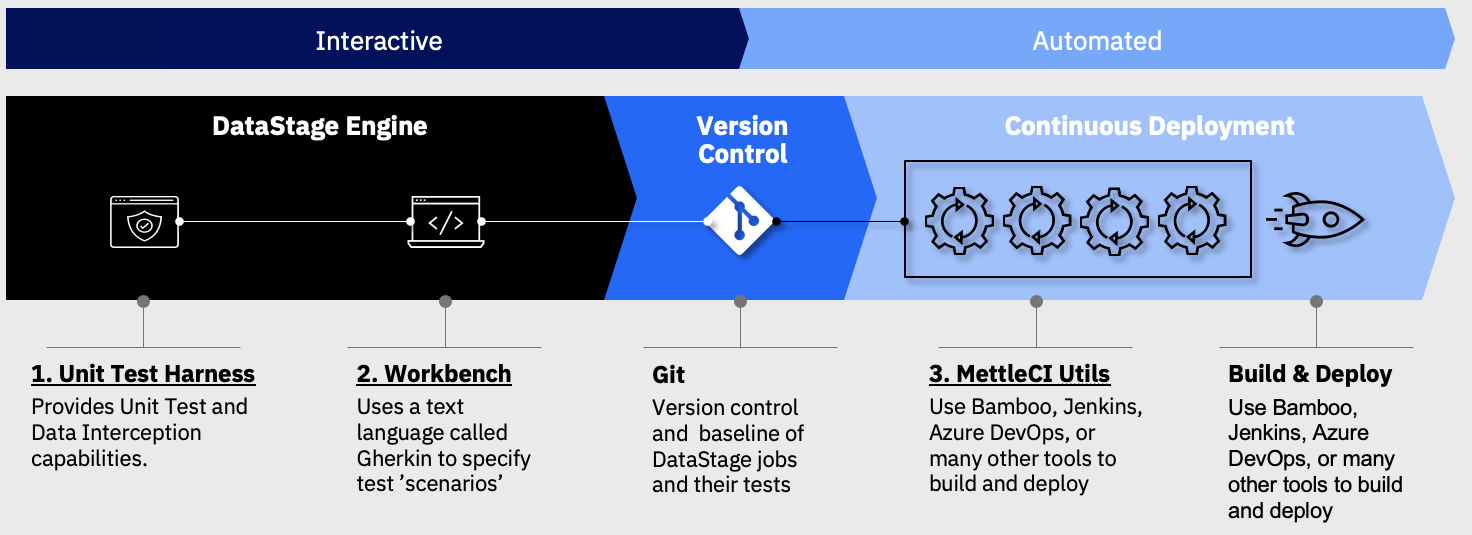 Interactive
Automated
DataStage Engine
Version
Control
Continuous Deployment
</>
1. Unit Test Harness
Provides Unit Test and
Data Interception
capabilities.
2. Workbench
Uses a text
language called
Gherkin to specify
test ’scenarios’
Git
Version control
and baseline of
DataStage jobs
and their tests
3. MettleCI Utils
Use Bamboo, Jenkins,
Azure DevOps, or
many other tools to
build and deploy
Build & Deploy
Use Bamboo,
Jenkins, Azure
DevOps, or many
other tools to build
and deploy